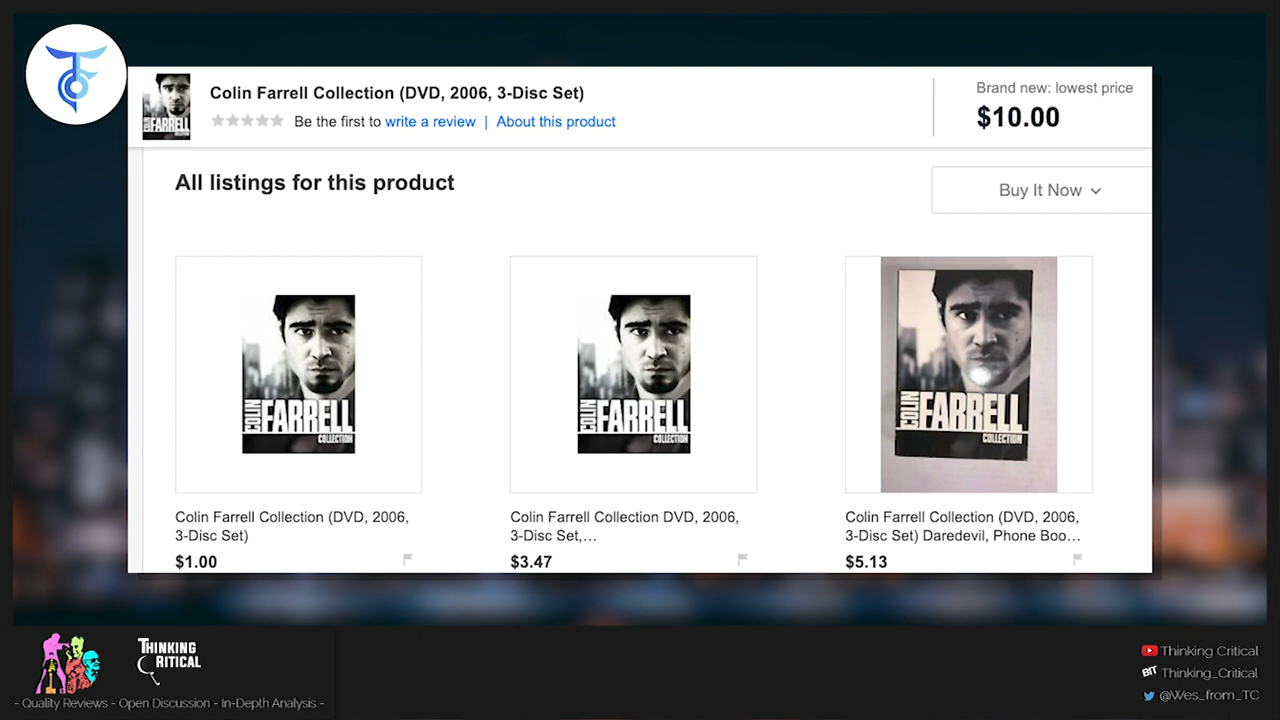 Colin Farrell Collection (DVD, 2006, 3-Disc Set)
Be the first to write a review | About this product
Brand new: lowest price
$10.00
All listings for this product
Buy It Now
COLIN
FARRELL
COLLECTION
COLIN
FARRELL
COLLECTION
COLIN
FARRELL
COLLECTION
COLIN
FARRELL
Colin Farrell Collection (DVD, 2006,
3-Disc Set)
$1.00
Colin Farrell Collection DVD, 2006,
3-Disc Set,...
$3.47
Colin Farrell Collection (DVD, 2006,
3-Disc Set) Daredevil, Phone Boo...
$5.13
THINKING
CRITICAL
- Quality Reviews - Open Discussion - In-Depth Analysis -
Thinking Critical
BIT Thinking_Critical
@Wes_from_TC